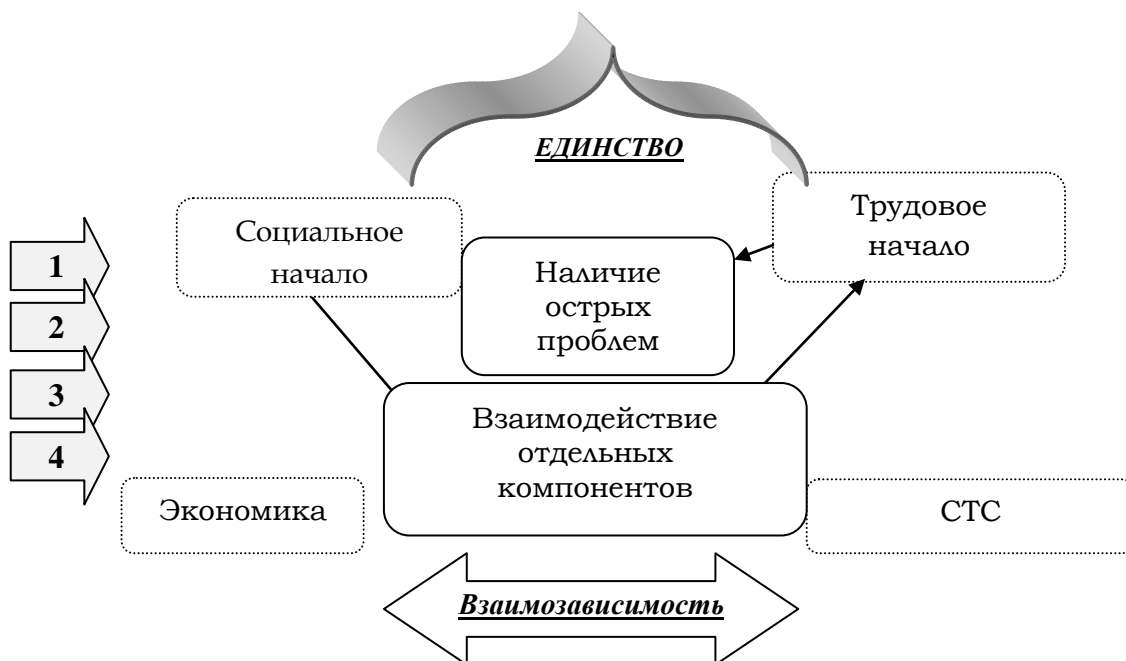 ЕДИНСТВО
Социальное
начало
Трудовое
начало
Наличие
острых
проблем
1
2
3
4
Взаимодействие
отдельных
компонентов
Экономика
СТС
Взаимозависимость